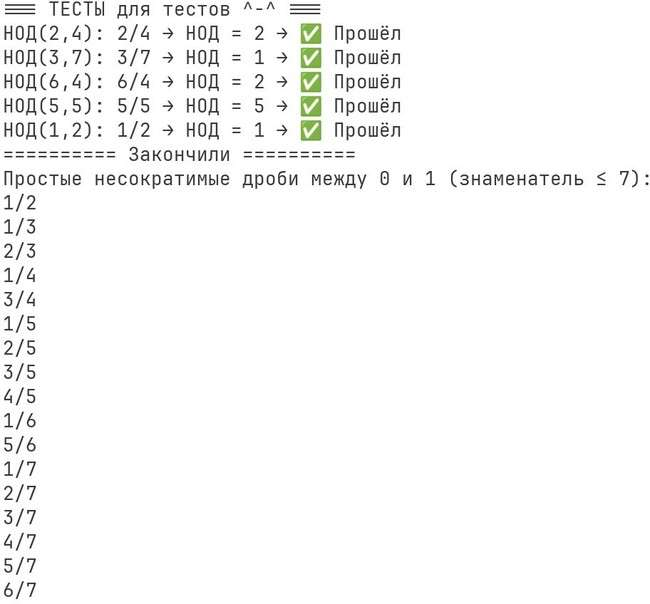 === ТЕСТЫ для тестов ^-^ ===
НОД(2,4): 2/4 → НОД = 2 → ✅ Прошёл
НОД(3,7): 3/7 → НОД = 1 → ✅ Прошёл
НОД(6,4): 6/4 → НОД = 2 → ✅ Прошёл
НОД(5,5): 5/5 → НОД = 5 → ✅ Прошёл
НОД(1,2): 1/2 → НОД = 1 → ✅ Прошёл
========== Закончили ==========
Простые несократимые дроби между 0 и 1 (знаменатель ≤ 7):
1/2
1/3
2/3
1/4
3/4
1/5
2/5
3/5
4/5
1/6
5/6
1/7
2/7
3/7
4/7
5/7
6/7